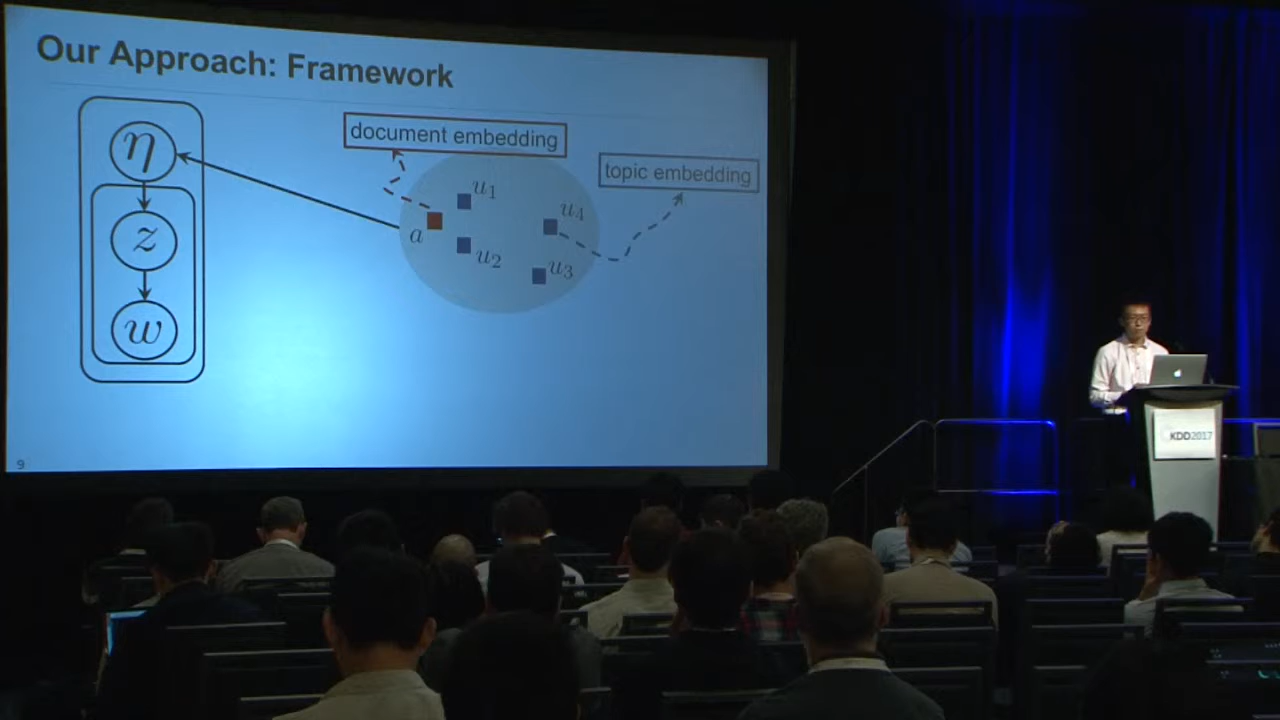 Our Approach: Framework
η
z
w
document embedding
topic embedding
a
u1
u2
u4
u3
9
KDD2017